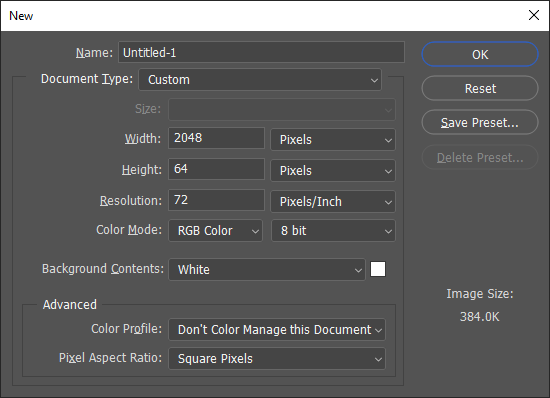 New
Name: Untitled-1
OK
Document Type: Custom
Reset
Size:
Save Preset...
Width: 2048 Pixels
Delete Preset...
Height: 64 Pixels
Resolution: 72 Pixels/Inch
Color Mode: RGB Color 8 bit
Background Contents: White
Image Size:
384.0K
Advanced
Color Profile: Don't Color Manage this Document
Pixel Aspect Ratio: Square Pixels